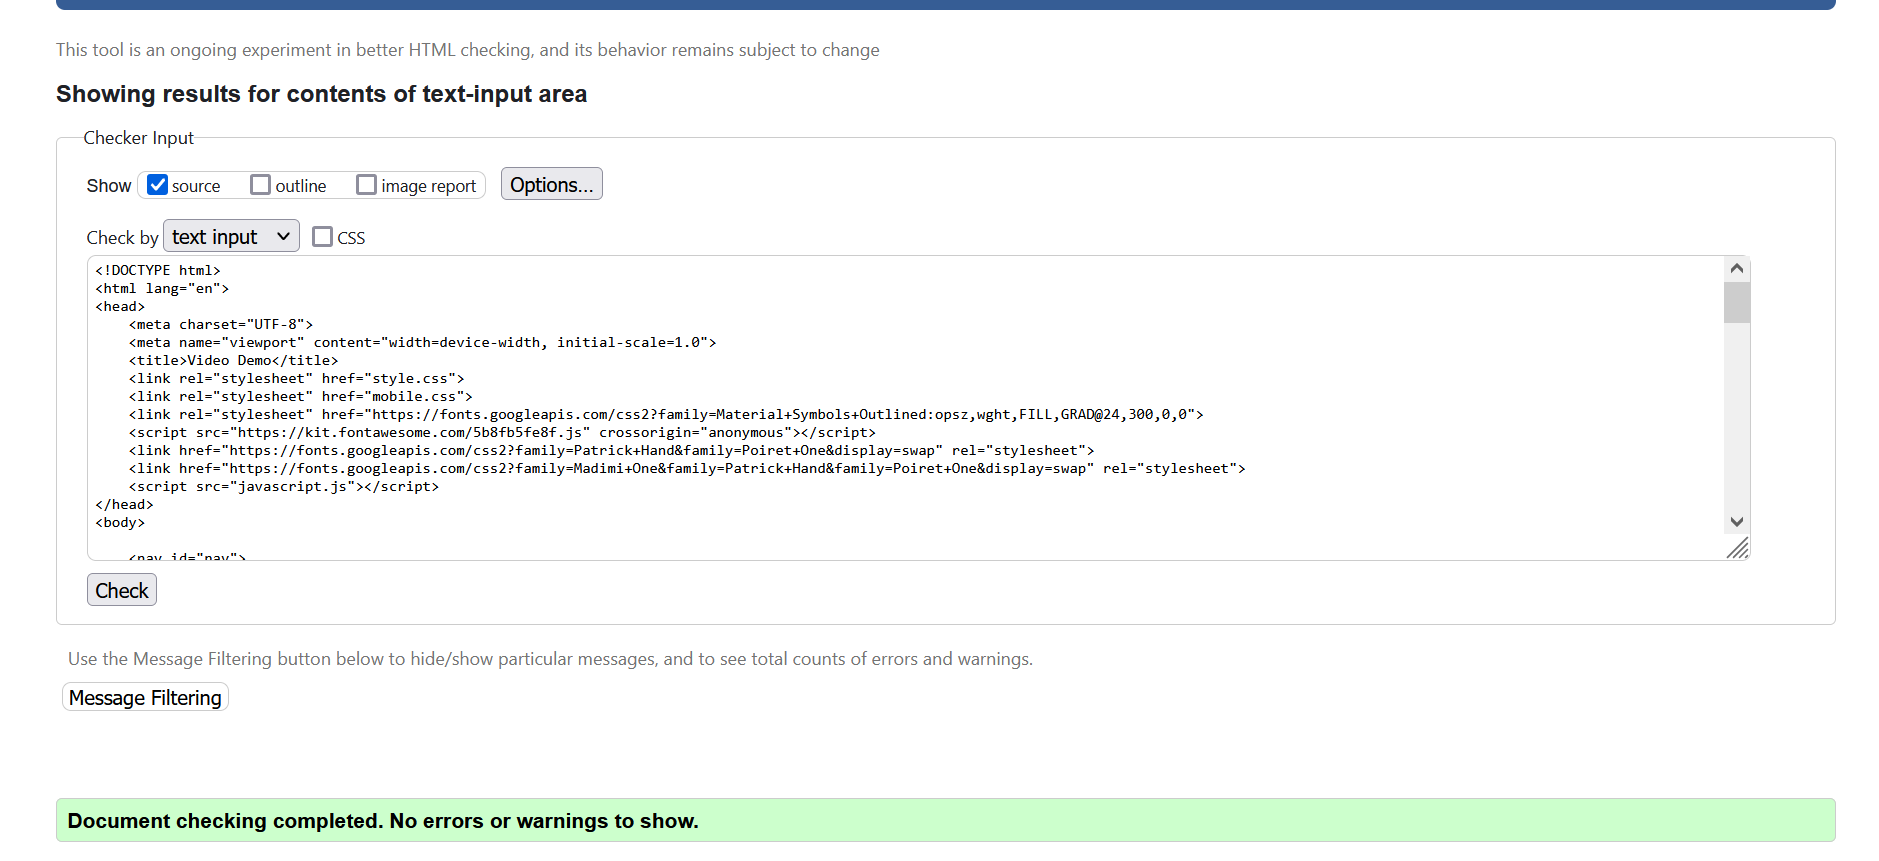 This tool is an ongoing experiment in better HTML checking, and its behavior remains subject to change
Showing results for contents of text-input area
Checker Input
Show source outline image report Options...
Check by text input CSS
<!DOCTYPE html>
<html lang="en">
<head>
    <meta charset="UTF-8">
    <meta name="viewport" content="width=device-width, initial-scale=1.0">
    <title>Video Demo</title>
    <link rel="stylesheet" href="style.css">
    <link rel="stylesheet" href="mobile.css">
    <link rel="stylesheet" href="https://fonts.googleapis.com/css2?family=Material+Symbols+Outlined:opsz,wght,FILL,GRAD@24,300,0,0">
    <script src="https://kit.fontawesome.com/5b8fb5fe8f.js" crossorigin="anonymous"></script>
    <link href="https://fonts.googleapis.com/css2?family=Patrick+Hand&family=Poiret+One&display=swap" rel="stylesheet">
    <link href="https://fonts.googleapis.com/css2?family=Madimi+One&family=Patrick+Hand&family=Poiret+One&display=swap" rel="stylesheet">
    <script src="javascript.js"></script>
</head>
<body>
    <nav id="nav">
Check
Use the Message Filtering button below to hide/show particular messages, and to see total counts of errors and warnings.
Message Filtering
Document checking completed. No errors or warnings to show.